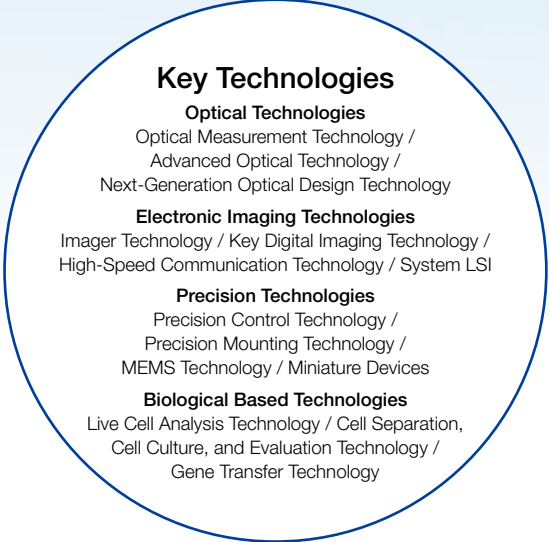 Key Technologies
Optical Technologies
Optical Measurement Technology /
Advanced Optical Technology /
Next-Generation Optical Design Technology
Electronic Imaging Technologies
Imager Technology / Key Digital Imaging Technology /
High-Speed Communication Technology / System LSI
Precision Technologies
Precision Control Technology /
Precision Mounting Technology /
MEMS Technology / Miniature Devices
Biological Based Technologies
Live Cell Analysis Technology / Cell Separation,
Cell Culture, and Evaluation Technology /
Gene Transfer Technology